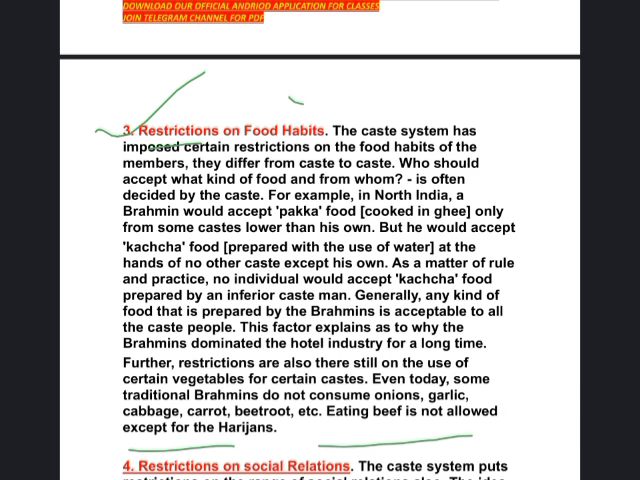 DOWNLOAD OUR OFFICIAL ANDRIOD APPLICATION FOR CLASSES
JOIN TELEGRAM CHANNEL FOR PDF
3. Restrictions on Food Habits. The caste system has
imposed certain restrictions on the food habits of the
members, they differ from caste to caste. Who should
accept what kind of food and from whom? - is often
decided by the caste. For example, in North India, a
Brahmin would accept 'pakka' food [cooked in ghee] only
from some castes lower than his own. But he would accept
'kachcha' food [prepared with the use of water] at the
hands of no other caste except his own. As a matter of rule
and practice, no individual would accept 'kachcha' food
prepared by an inferior caste man. Generally, any kind of
food that is prepared by the Brahmins is acceptable to all
the caste people. This factor explains as to why the
Brahmins dominated the hotel industry for a long time.
Further, restrictions are also there still on the use of
certain vegetables for certain castes. Even today, some
traditional Brahmins do not consume onions, garlic,
cabbage, carrot, beetroot, etc. Eating beef is not allowed
except for the Harijans.
4. Restrictions on social Relations. The caste system puts